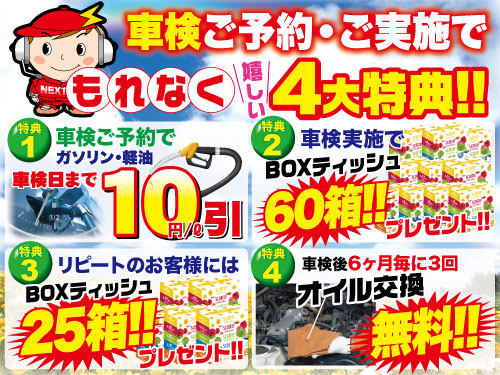 車検ご予約・ご実施で
NEXT
もれなく
嬉しい
4大特典!!
特典1
車検ご予約で
ガソリン・軽油
車検日まで
10円/ℓ引
特典2
車検実施で
BOXティッシュ
60箱!!
プレゼント!!
特典3
リピートのお客様には
BOXティッシュ
25箱!!
プレゼント!!
特典4
車検後6ヶ月毎に3回
オイル交換
無料!!